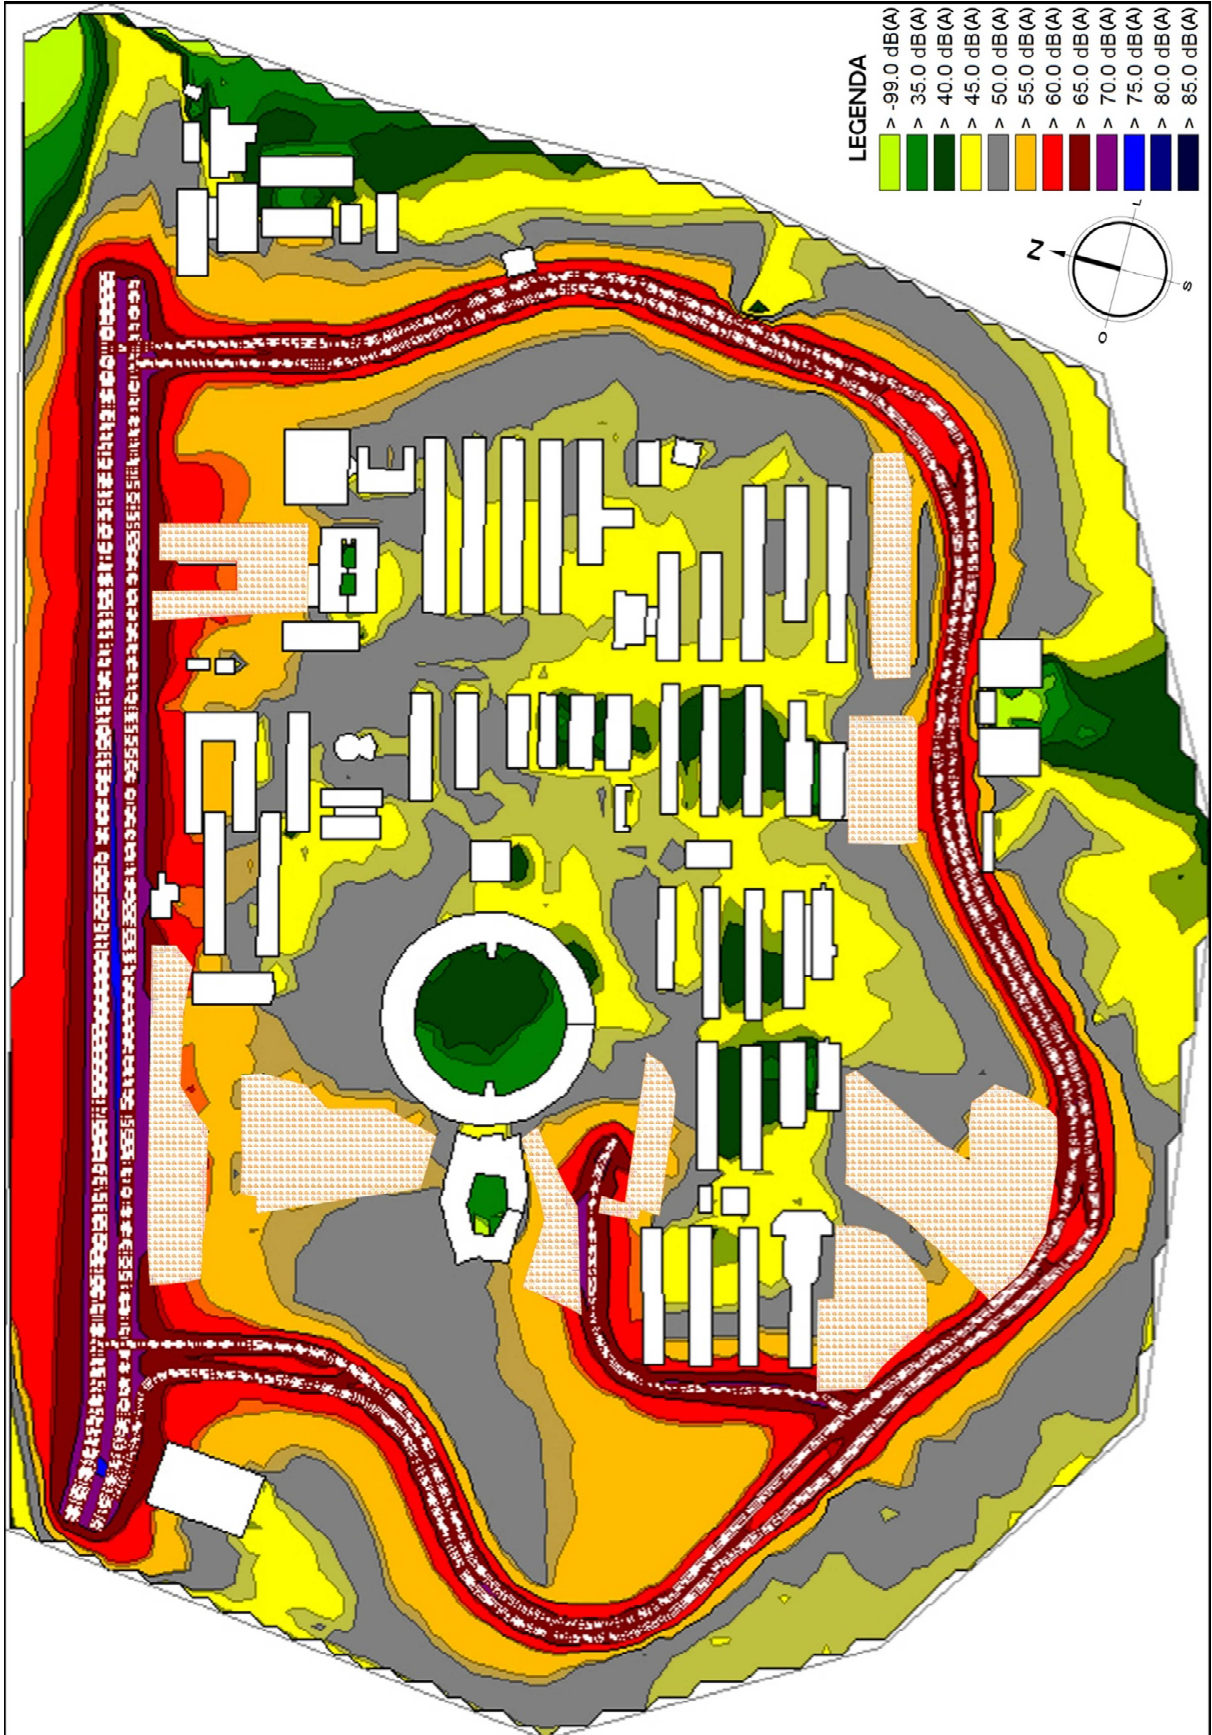 LEGENDA
> -99.0 dB(A)
> 35.0 dB(A)
> 40.0 dB(A)
> 45.0 dB(A)
> 50.0 dB(A)
> 55.0 dB(A)
> 60.0 dB(A)
> 65.0 dB(A)
> 70.0 dB(A)
> 75.0 dB(A)
> 80.0 dB(A)
> 85.0 dB(A)
N
L
S
O